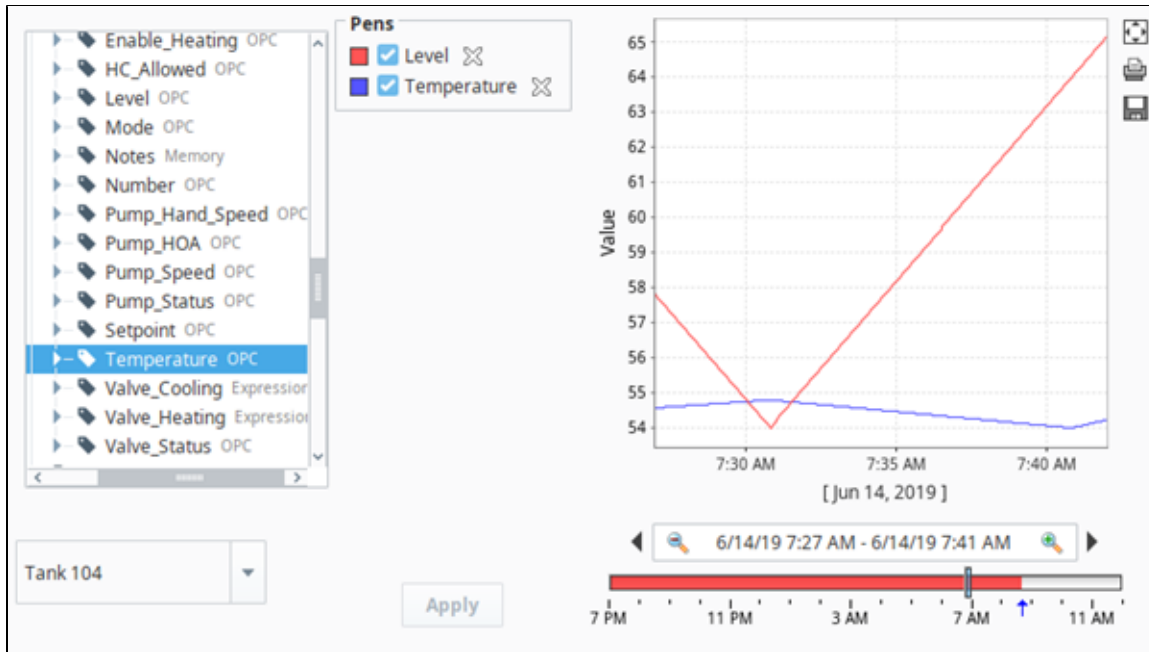 Enable_Heating OPC
HC_Allowed OPC
Level OPC
Mode OPC
Notes Memory
Number OPC
Pump_Hand_Speed OPC
Pump_HOA OPC
Pump_Speed OPC
Pump_Status OPC
Setpoint OPC
Temperature OPC
Valve_Cooling Expression
Valve_Heating Expression
Valve_Status OPC
Tank 104
Pens
Level
Temperature
Apply
Value
65
64
63
62
61
60
59
58
57
56
55
54
7:30 AM 7:35 AM 7:40 AM
[ Jun 14, 2019 ]
6/14/19 7:27 AM - 6/14/19 7:41 AM
7 PM 11 PM 3 AM 7 AM 11 AM